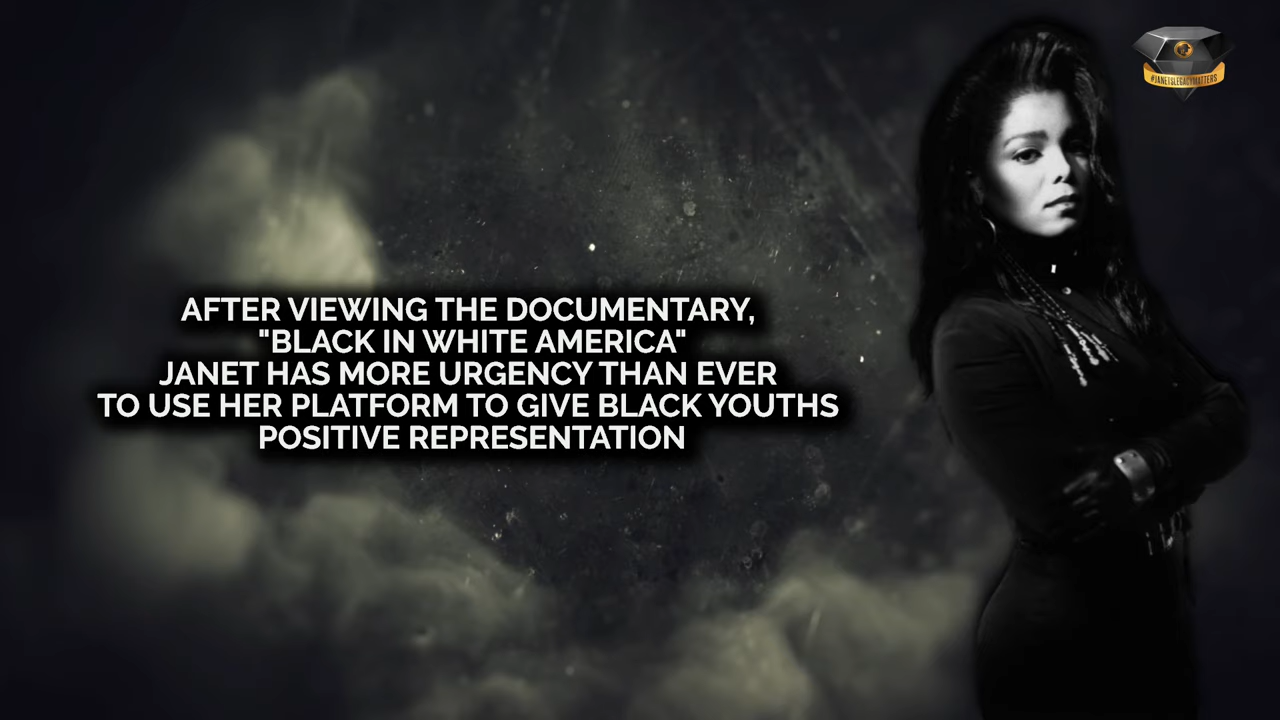 #JANETSLEGACYMATTERS
AFTER VIEWING THE DOCUMENTARY,
"BLACK IN WHITE AMERICA"
JANET HAS MORE URGENCY THAN EVER
TO USE HER PLATFORM TO GIVE BLACK YOUTHS
POSITIVE REPRESENTATION